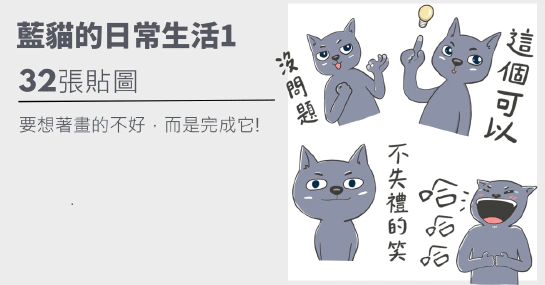 藍貓的日常生活1
32張貼圖
要想著畫的不好，而是完成它!
沒問題
這個可以
不失禮的笑
哈哈哈